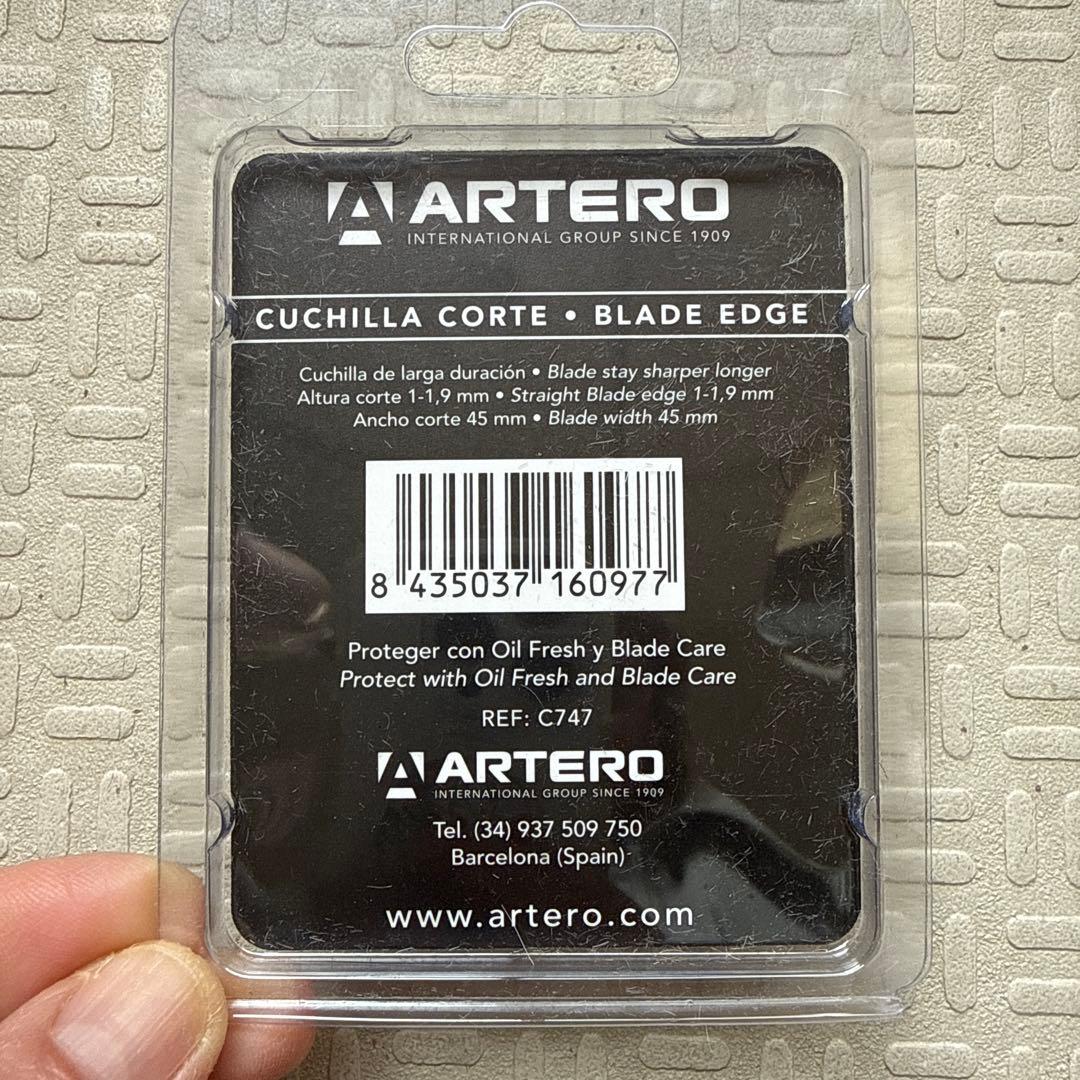 ARTERO
INTERNATIONAL GROUP SINCE 1909
CUCHILLA CORTE • BLADE EDGE
Cuchilla de larga duración • Blade stay sharper longer
Altura corte 1-1,9 mm • Straight Blade edge 1-1,9 mm
Ancho corte 45 mm • Blade width 45 mm
8 435037 160977
Proteger con Oil Fresh y Blade Care
Protect with Oil Fresh and Blade Care
REF: C747
ARTERO
INTERNATIONAL GROUP SINCE 1909
Tel. (34) 937 509 750
Barcelona (Spain)
www.artero.com